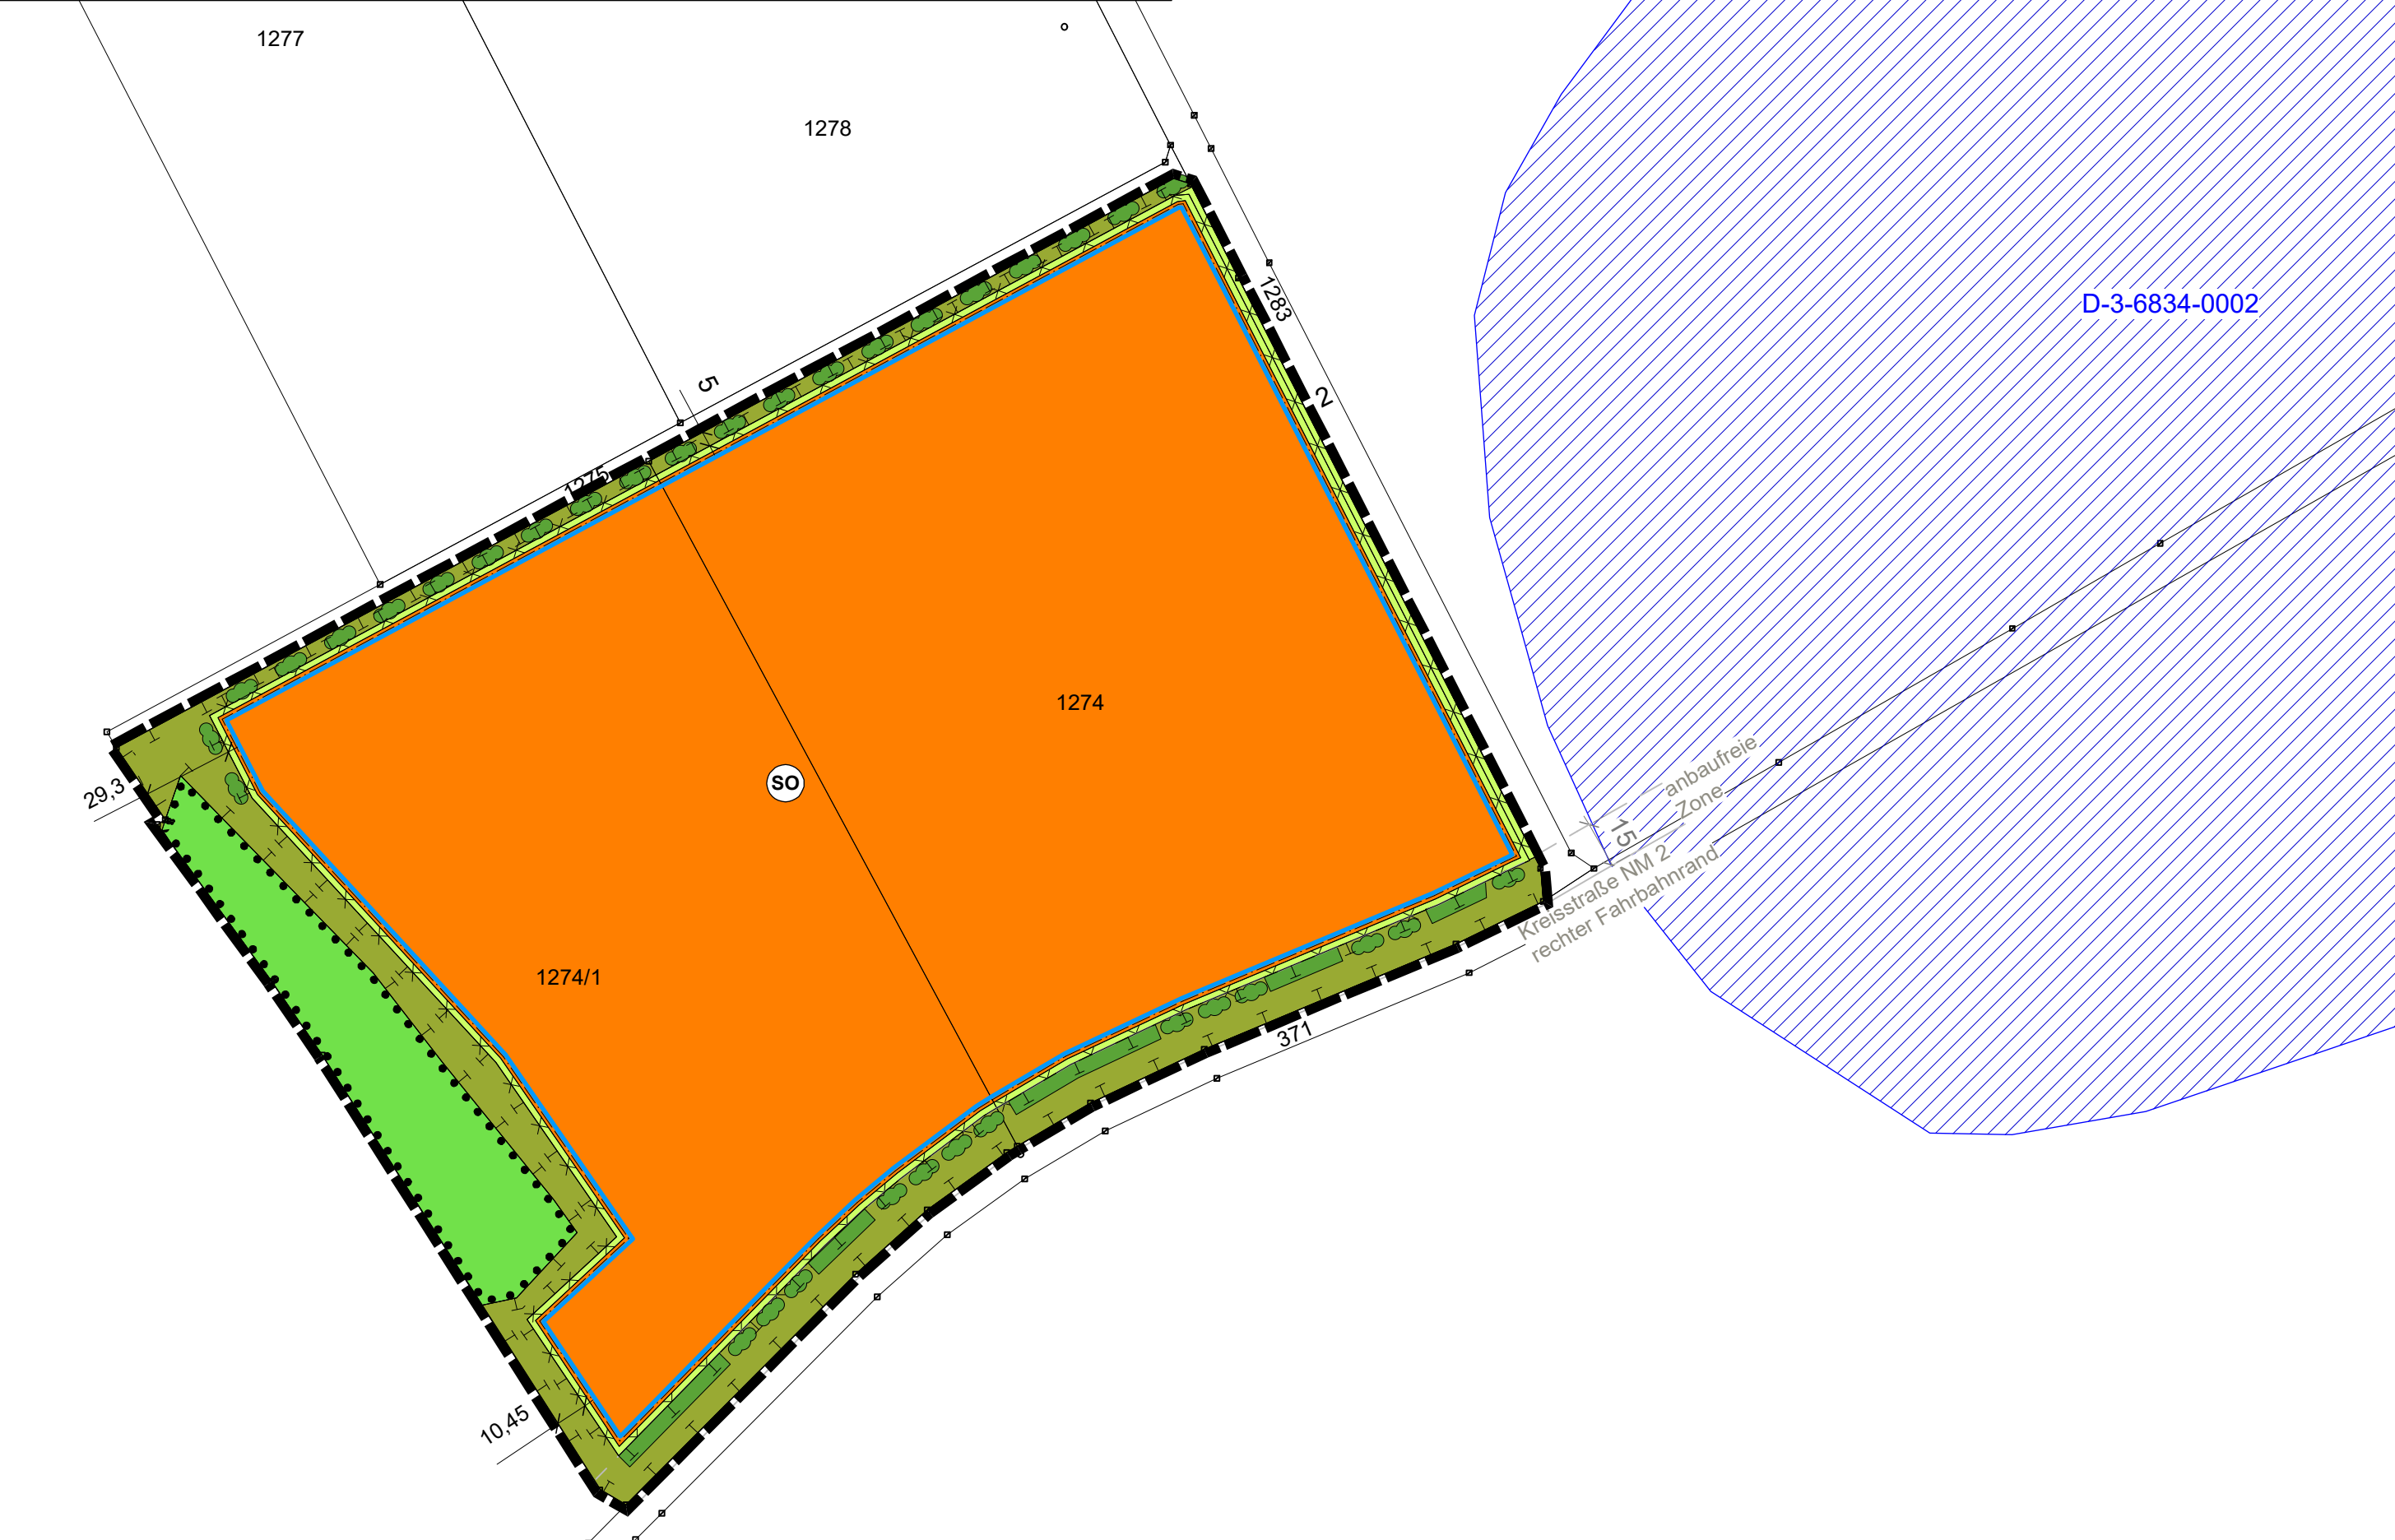 1277
1278
D-3-6834-0002
1283
5
2
1275
1274
SO
29,3
anbaufreie
Zone
15
Kreisstraße NM 2
rechter Fahrbahnrand
1274/1
371
10,45